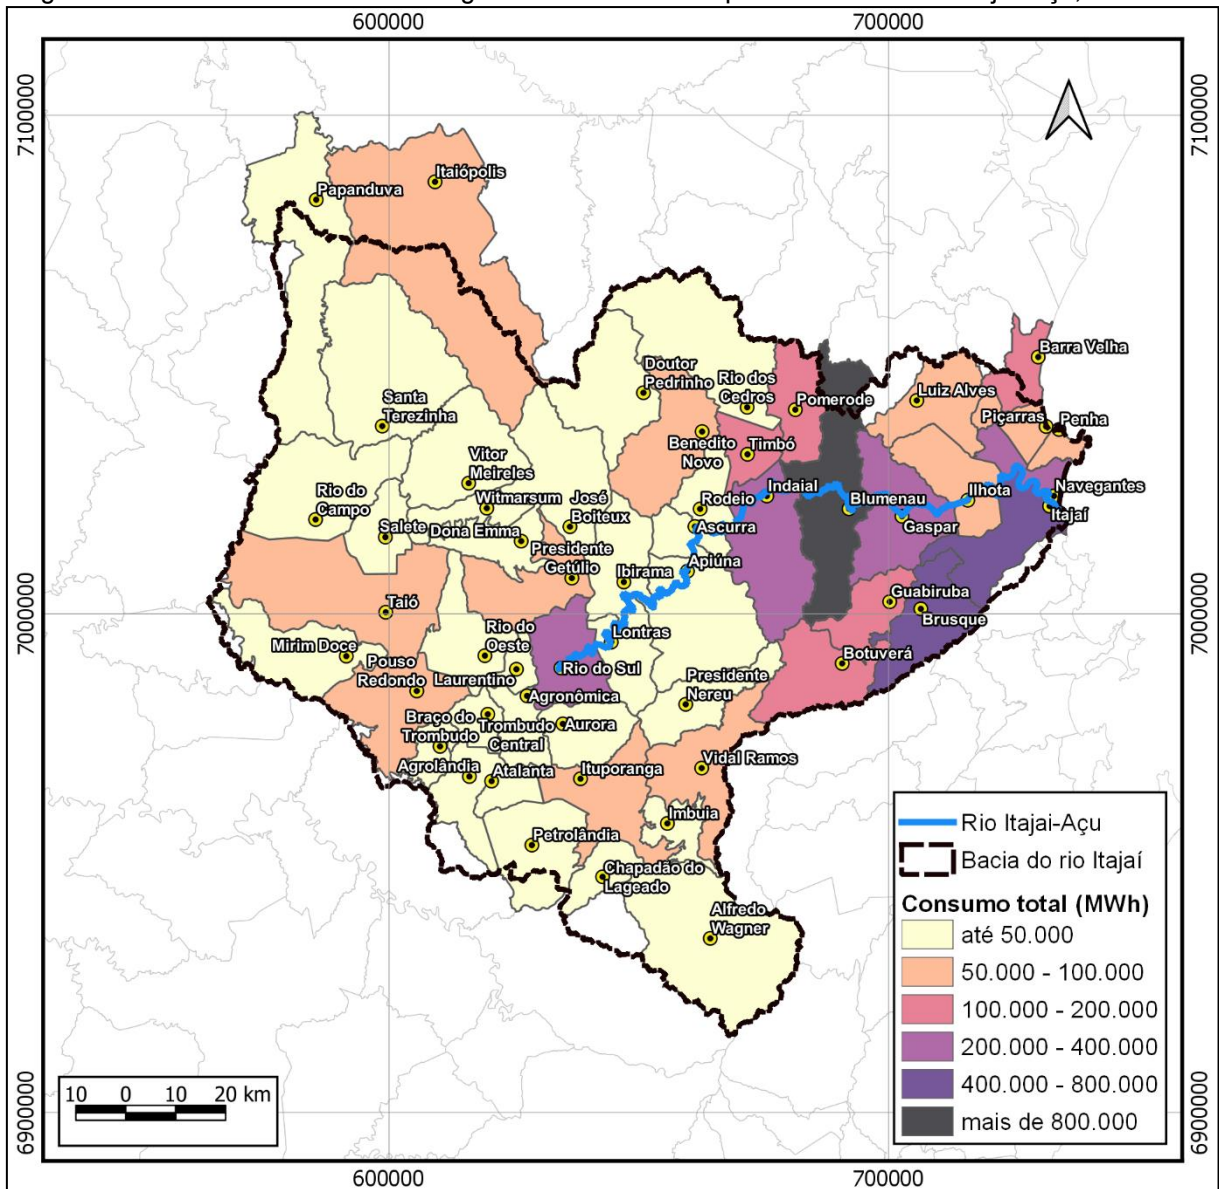 600000
700000
7100000
7100000
Itaiópolis
Papanduva
Barra Velha
Doutor
Pedrinho
Rio dos
Cedros
Luiz Alves
Pomerode
Santa
Terezinha
Piçarras
Penha
Benedito
Novo
Timbó
Vitor
Meireles
Indaial
Ilhota
Navegantes
Rio do
Campo
Witmarsum
José
Boiteux
Rodeio
Blumenau
Itajaí
Salete
Dona Emma
Ascurra
Gaspar
Presidente
Getúlio
Ibirama
Apiúna
7000000
7000000
Taió
Guabiruba
Brusque
Rio do
Oeste
Lontras
Mirim Doce
Pouso
Redondo
Laurentino
Rio do Sul
Botuverá
Presidente
Nereu
Agronômica
Braço do
Trombudo
Trombudo
Central
Aurora
Agrolândia
Atalanta
Ituporanga
Vidal Ramos
Imbuia
Petrolândia
Chapadão do
Lageado
Alfredo
Wagner
Rio Itajai-Açu
Bacia do rio Itajaí
Consumo total (MWh)
até 50.000
50.000 - 100.000
100.000 - 200.000
200.000 - 400.000
400.000 - 800.000
mais de 800.000
10 0 10 20 km
6900000
6900000
600000
700000